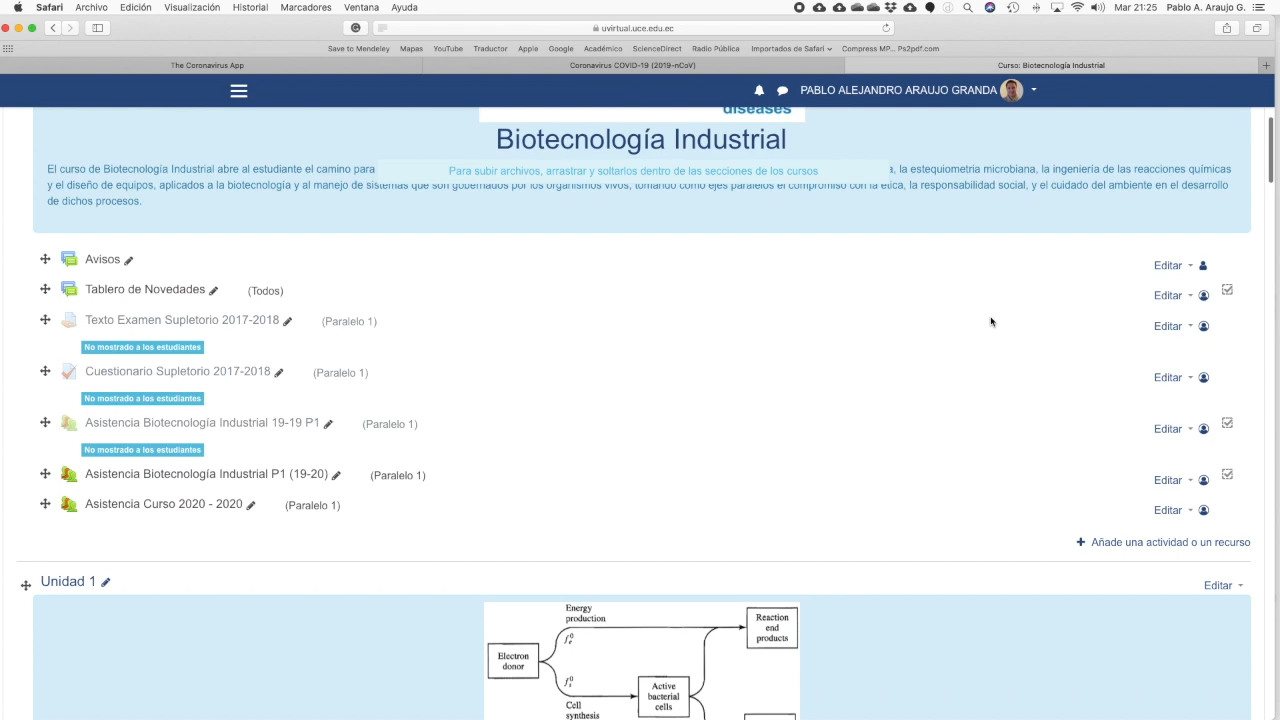 Safari Archivo Edición Visualización Historial Marcadores Ventana Ayuda Mar 21:25 Pablo A. Araujo G.
uvirtual.uce.edu.ec
Save to Mendeley Mapas YouTube Traductor Apple Google Académico ScienceDirect Radio Pública Importados de Safari Compress MP... Ps2pdf.com
The Coronavirus App Coronavirus COVID-19 (2019-nCoV) Curso: Biotecnología Industrial
PABLO ALEJANDRO ARAUJO GRANDA
diseases
Biotecnología Industrial
El curso de Biotecnología Industrial abre al estudiante el camino para
Para subir archivos, arrastrar y soltarlos dentro de las secciones de los cursos
a, la estequiometria microbiana, la ingeniería de las reacciones químicas
y el diseño de equipos, aplicados a la biotecnología y al manejo de sistemas que son gobernados por los organismos vivos, tomando como ejes paralelos el compromiso con la ética, la responsabilidad social, y el cuidado del ambiente en el desarrollo
de dichos procesos.
Avisos Editar
Tablero de Novedades (Todos) Editar
Texto Examen Supletorio 2017-2018 (Paralelo 1) Editar
No mostrado a los estudiantes
Cuestionario Supletorio 2017-2018 (Paralelo 1) Editar
No mostrado a los estudiantes
Asistencia Biotecnología Industrial 19-19 P1 (Paralelo 1) Editar
No mostrado a los estudiantes
Asistencia Biotecnología Industrial P1 (19-20) (Paralelo 1) Editar
Asistencia Curso 2020 - 2020 (Paralelo 1) Editar
+ Añade una actividad o un recurso
Unidad 1 Editar
Energy
production
Reaction
end
products
fe0
Electron
donor
fs0
Active
bacterial
cells
Cell
synthesis